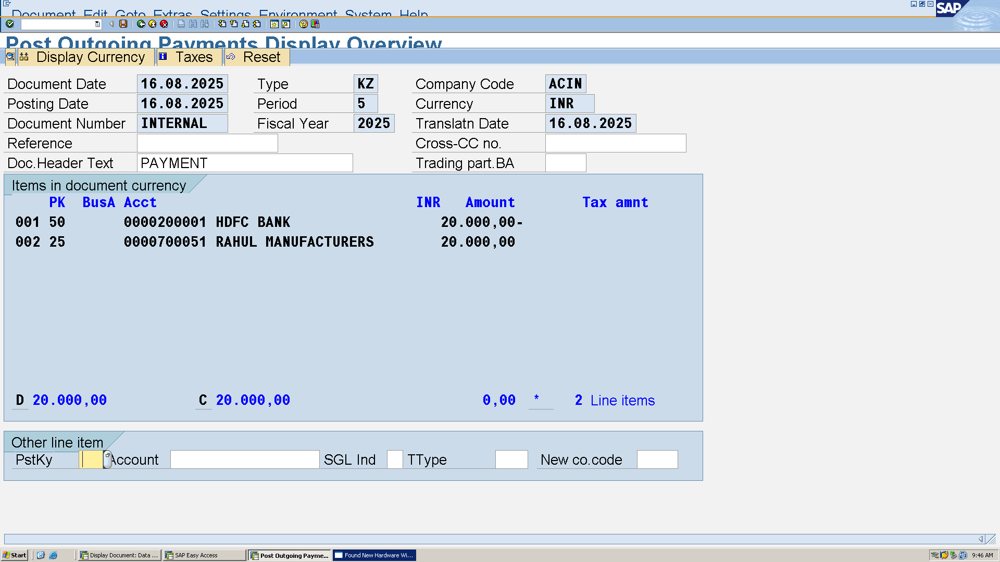 Document Edit Goto Extras Settings Environment System Help
SAP
Post Outgoing Payments Display Overview
Display Currency Taxes Reset
Document Date 16.08.2025 Type KZ Company Code ACIN
Posting Date 16.08.2025 Period 5 Currency INR
Document Number INTERNAL Fiscal Year 2025 Translatn Date 16.08.2025
Reference Cross-CC no.
Doc.Header Text PAYMENT Trading part.BA
Items in document currency
PK BusA Acct INR Amount Tax amnt
001 50 0000200001 HDFC BANK 20.000,00-
002 25 0000700051 RAHUL MANUFACTURERS 20.000,00
D 20.000,00 C 20.000,00 0,00 * 2 Line items
Other line item
PstKy Account SGL Ind TType New co.code
Start Display Document: Data ... SAP Easy Access Post Outgoing Payme... Found New Hardware Wi... 9:46 AM